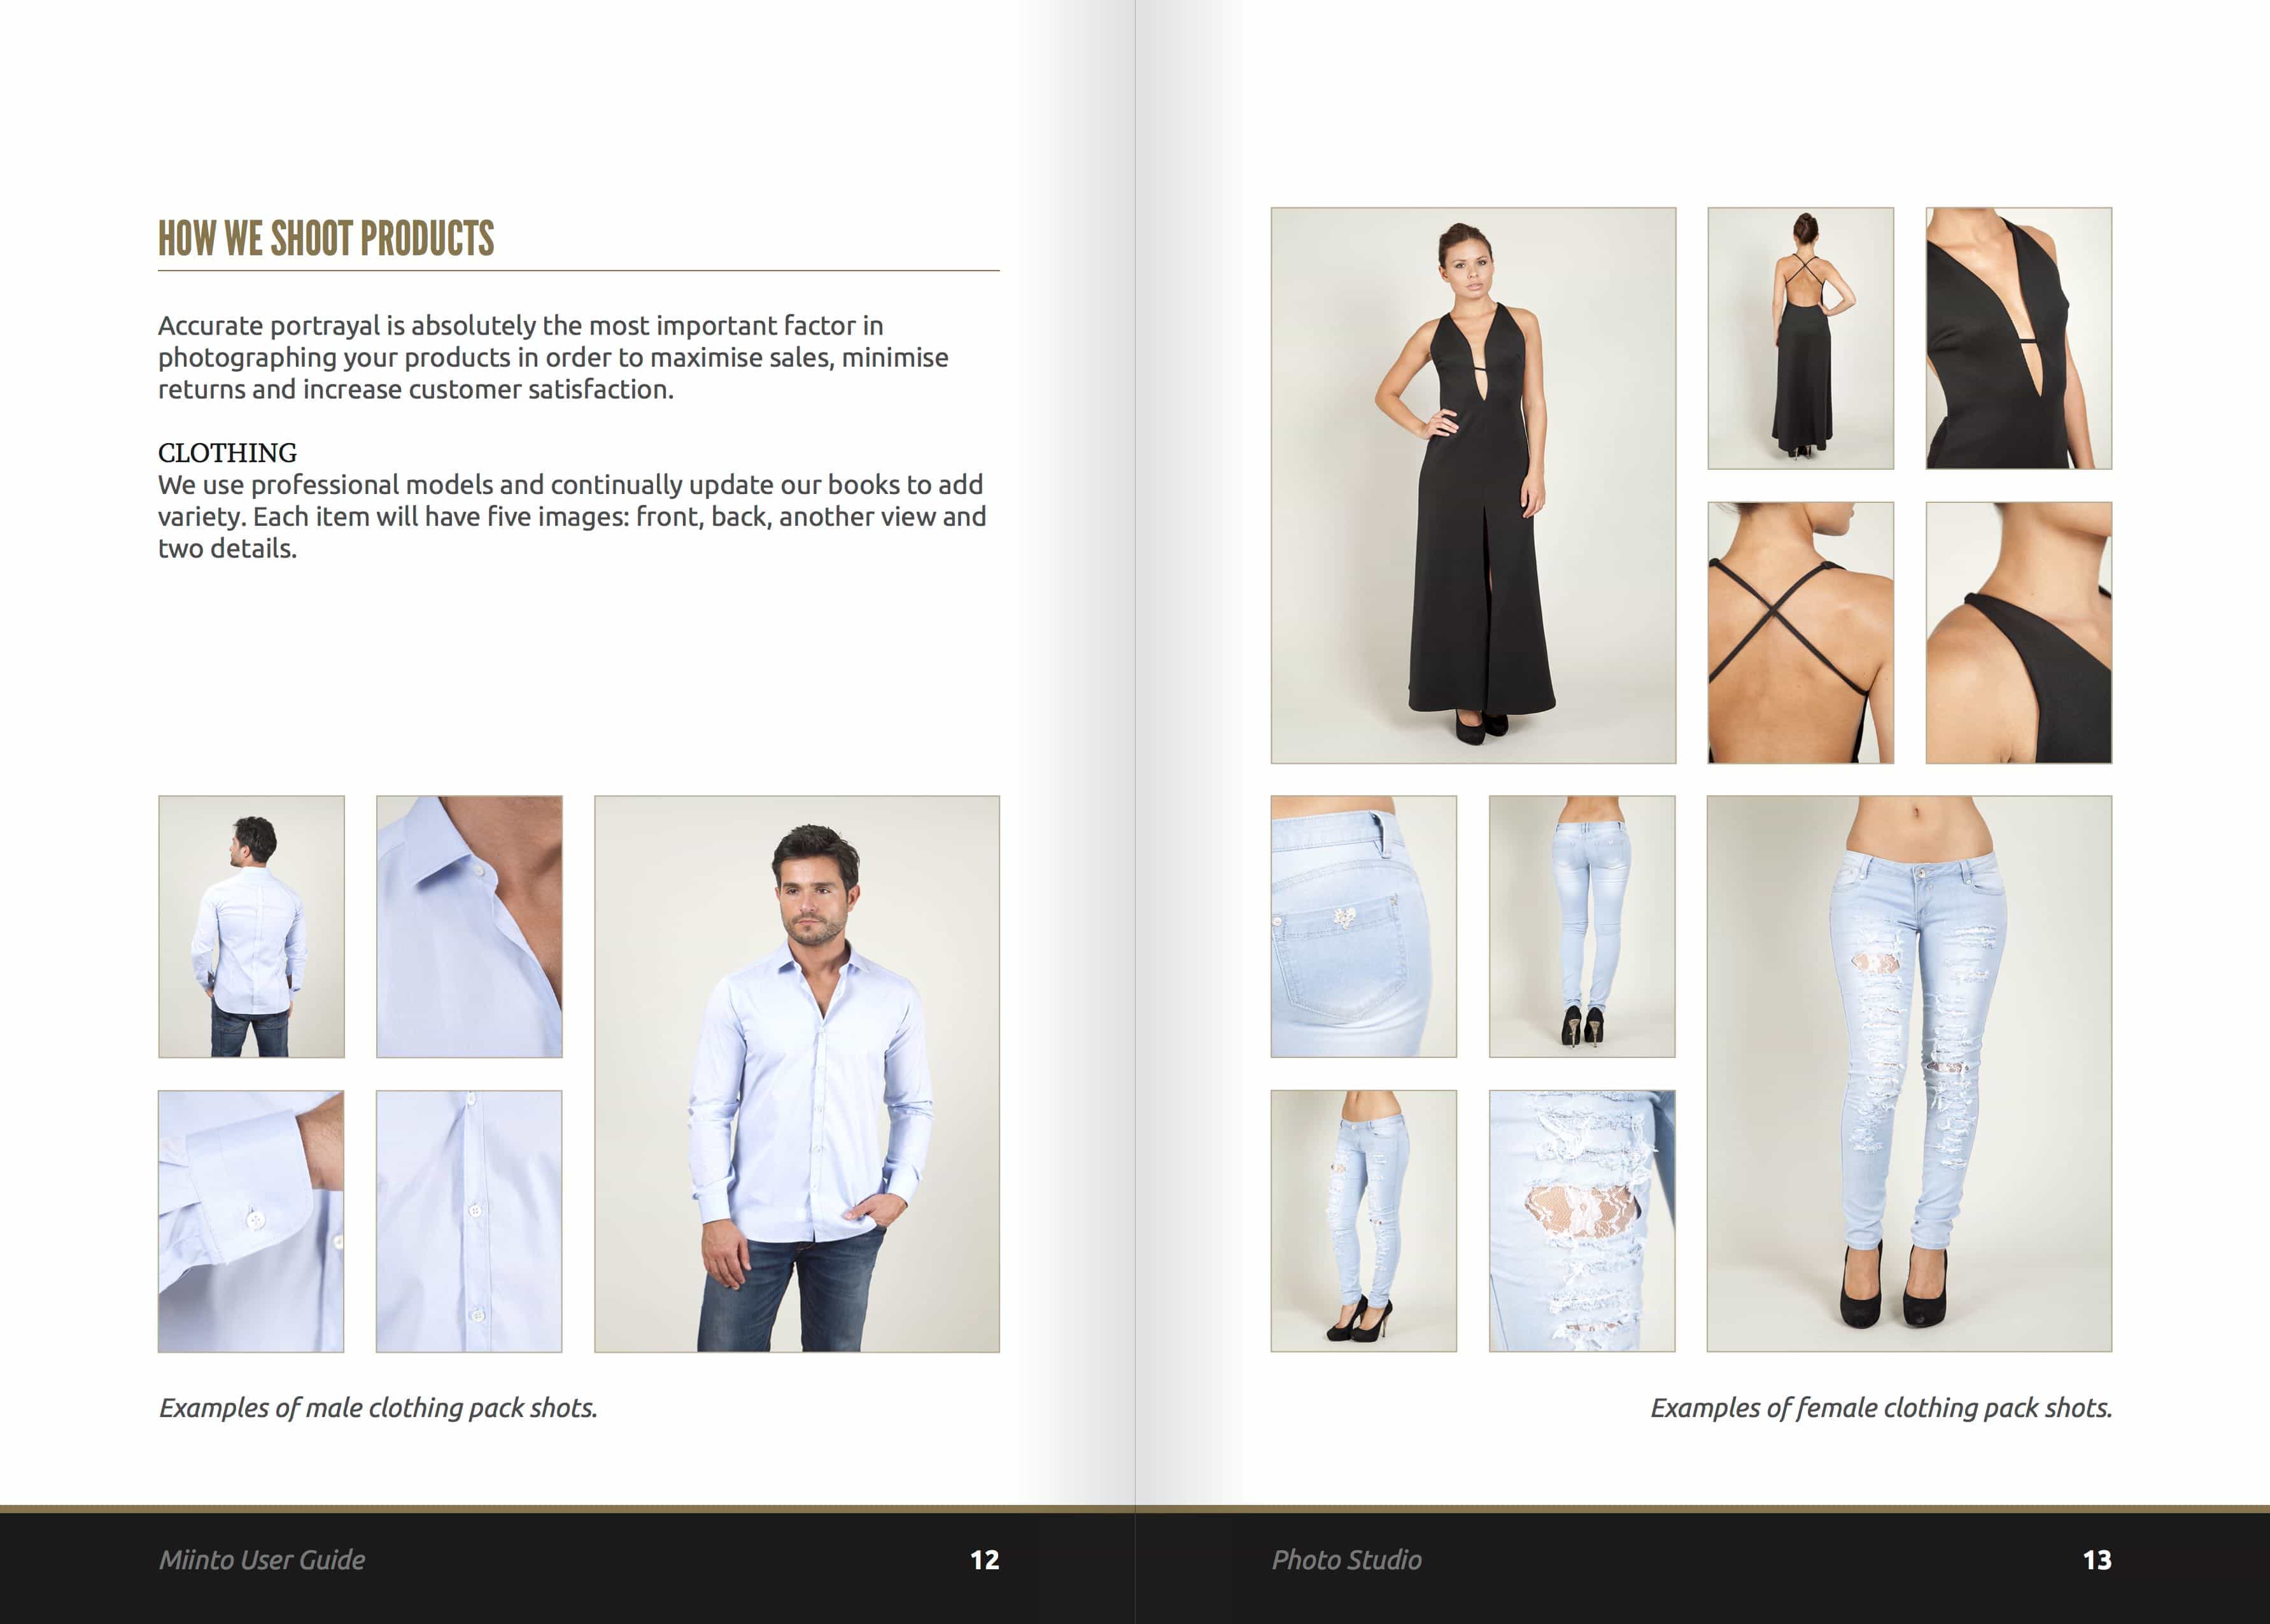 HOW WE SHOOT PRODUCTS
Accurate portrayal is absolutely the most important factor in
photographing your products in order to maximise sales, minimise
returns and increase customer satisfaction.
CLOTHING
We use professional models and continually update our books to add
variety. Each item will have five images: front, back, another view and
two details.
Examples of male clothing pack shots.
Examples of female clothing pack shots.
Miinto User Guide
12
Photo Studio
13